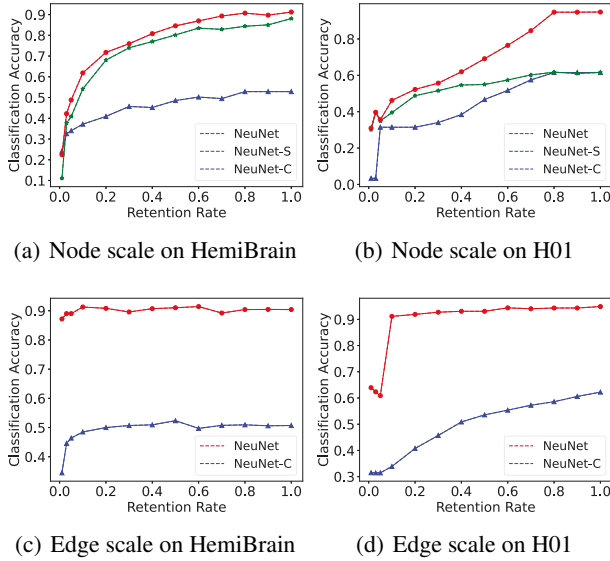 Classification Accuracy
0.9
0.8
0.7
0.6
0.5
0.4
0.3
0.2
0.1
NeuNet
NeuNet-S
NeuNet-C
0.0 0.2 0.4 0.6 0.8 1.0
Retention Rate
(a) Node scale on HemiBrain
Classification Accuracy
0.8
0.6
0.4
0.2
0.0
NeuNet
NeuNet-S
NeuNet-C
0.0 0.2 0.4 0.6 0.8 1.0
Retention Rate
(b) Node scale on H01
Classification Accuracy
0.9
0.8
0.7
0.6
0.5
0.4
NeuNet
NeuNet-C
0.0 0.2 0.4 0.6 0.8 1.0
Retention Rate
(c) Edge scale on HemiBrain
Classification Accuracy
0.9
0.8
0.7
0.6
0.5
0.4
0.3
NeuNet
NeuNet-C
0.0 0.2 0.4 0.6 0.8 1.0
Retention Rate
(d) Edge scale on H01